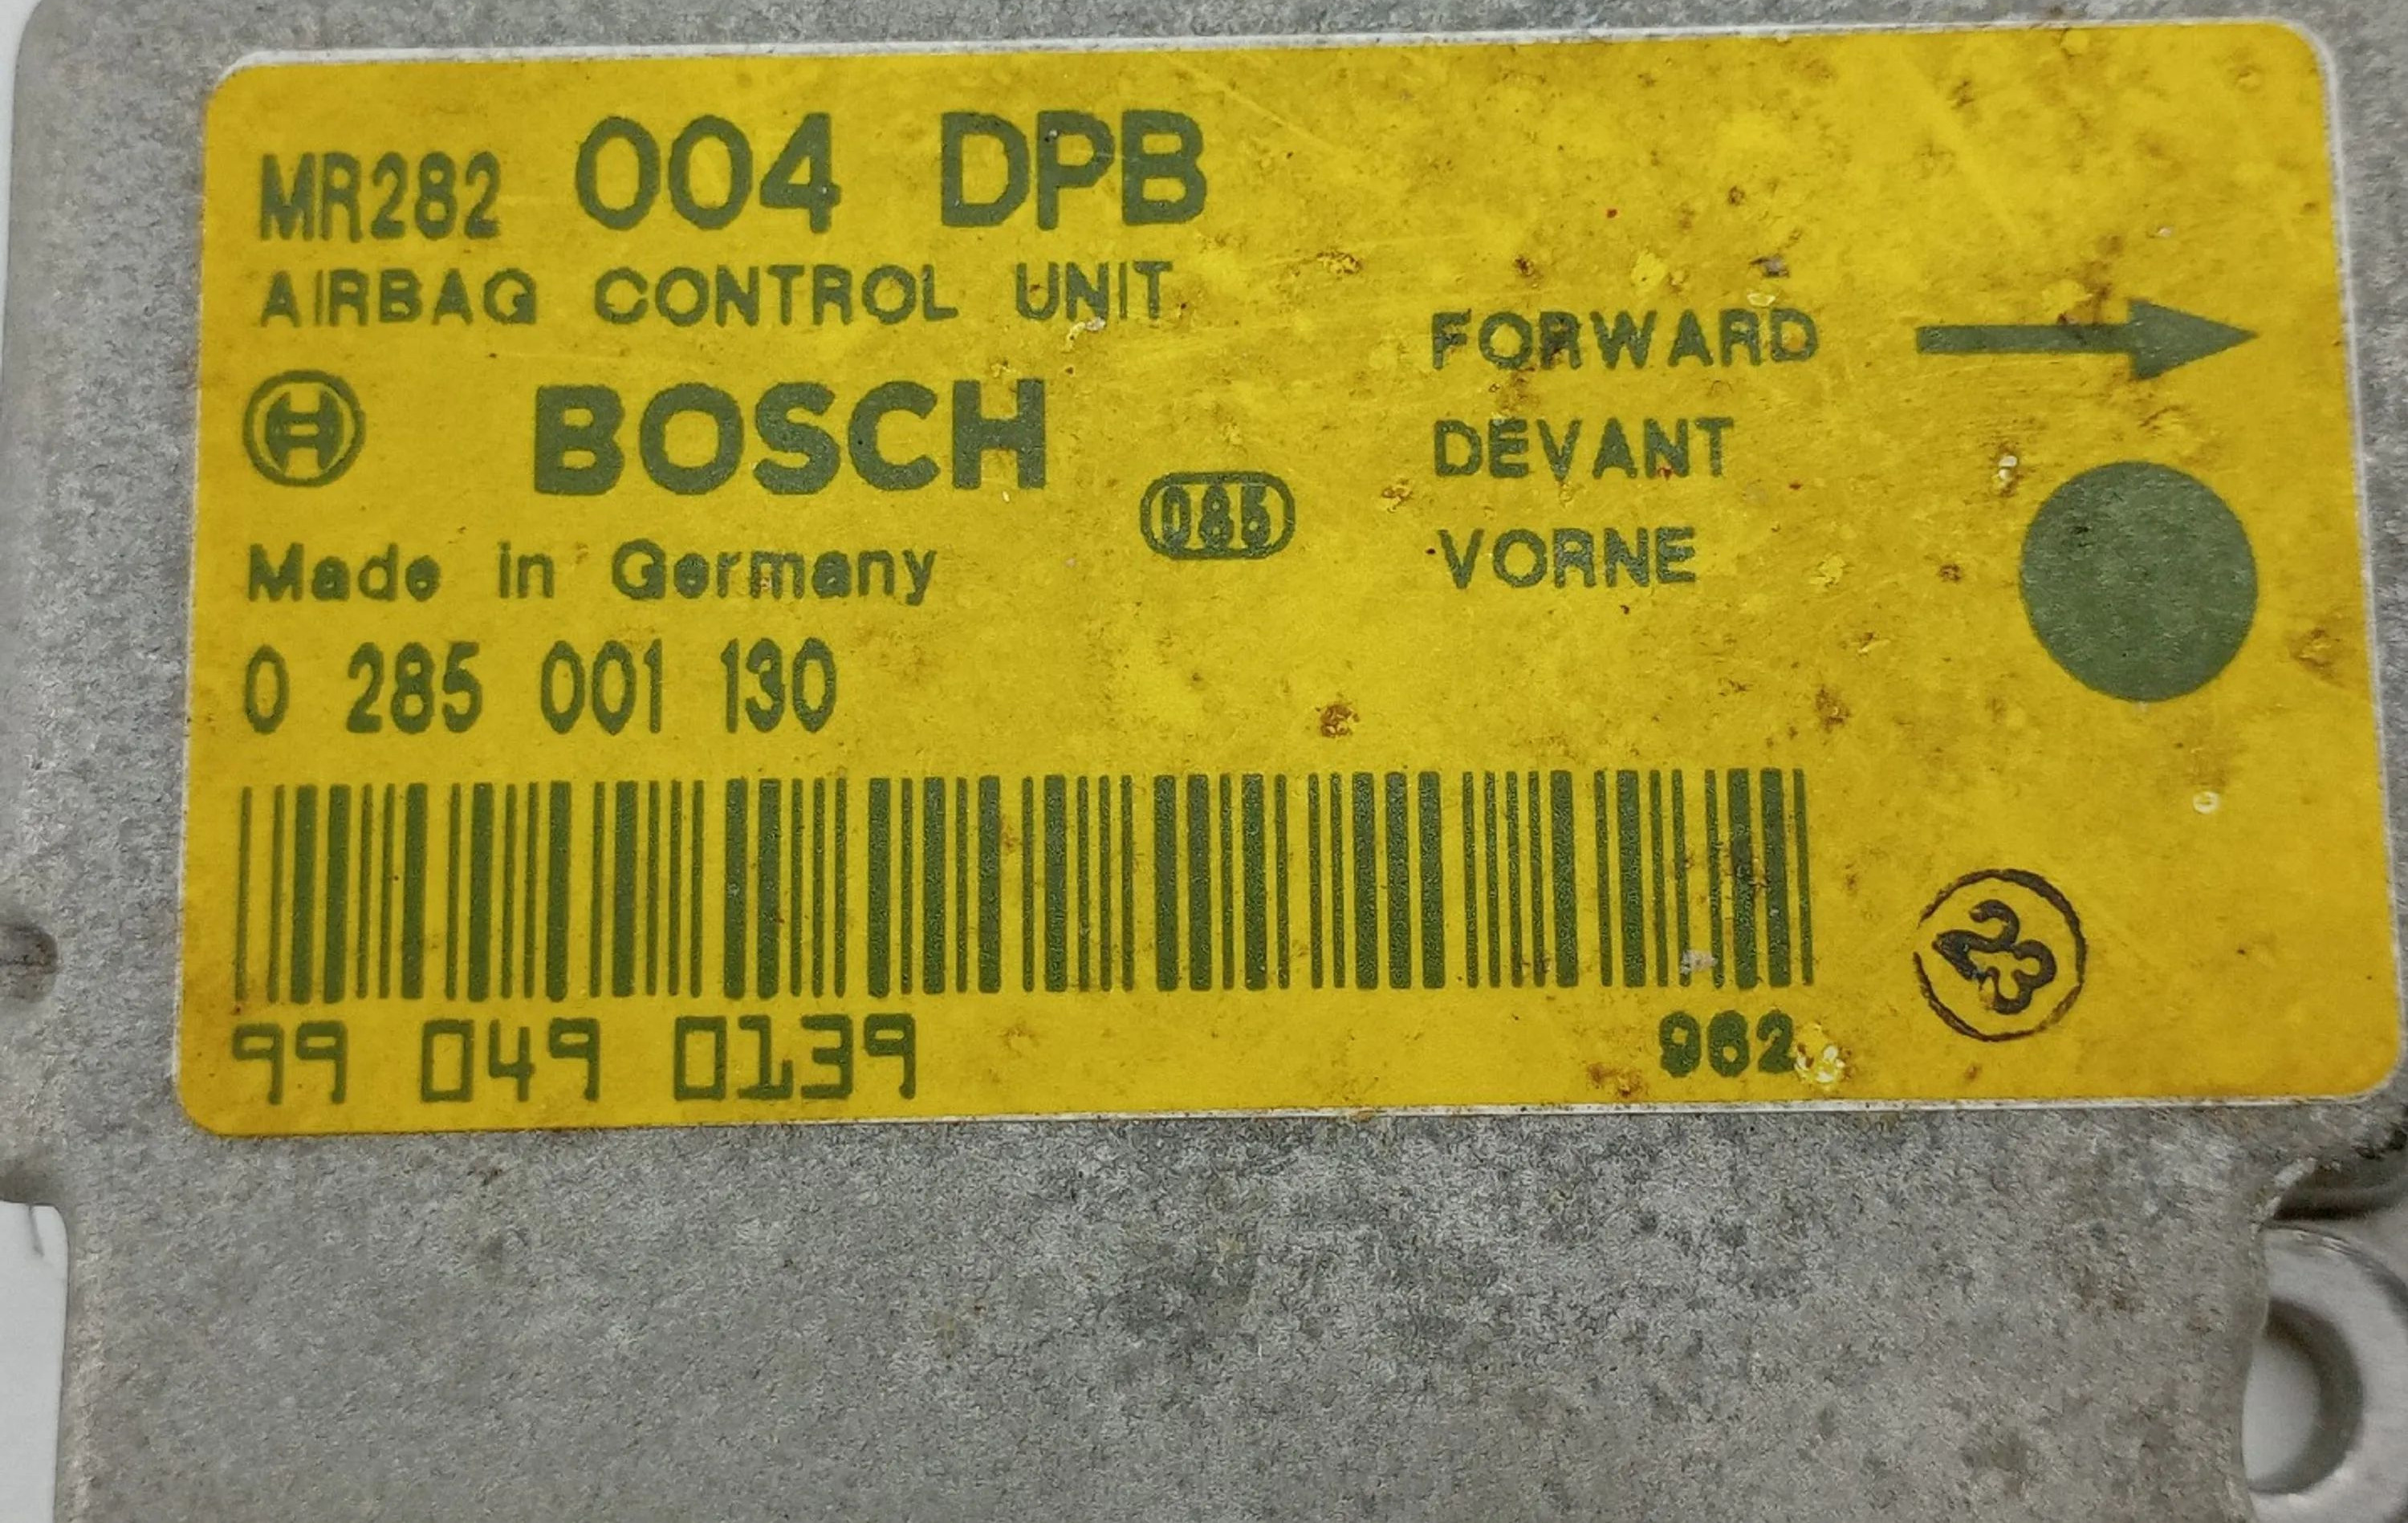 MR282 004 DPB
AIRBAG CONTROL UNIT
BOSCH
Made in Germany
0 285 001 130
085
FORWARD
DEVANT
VORNE
99 049 0139
962
23